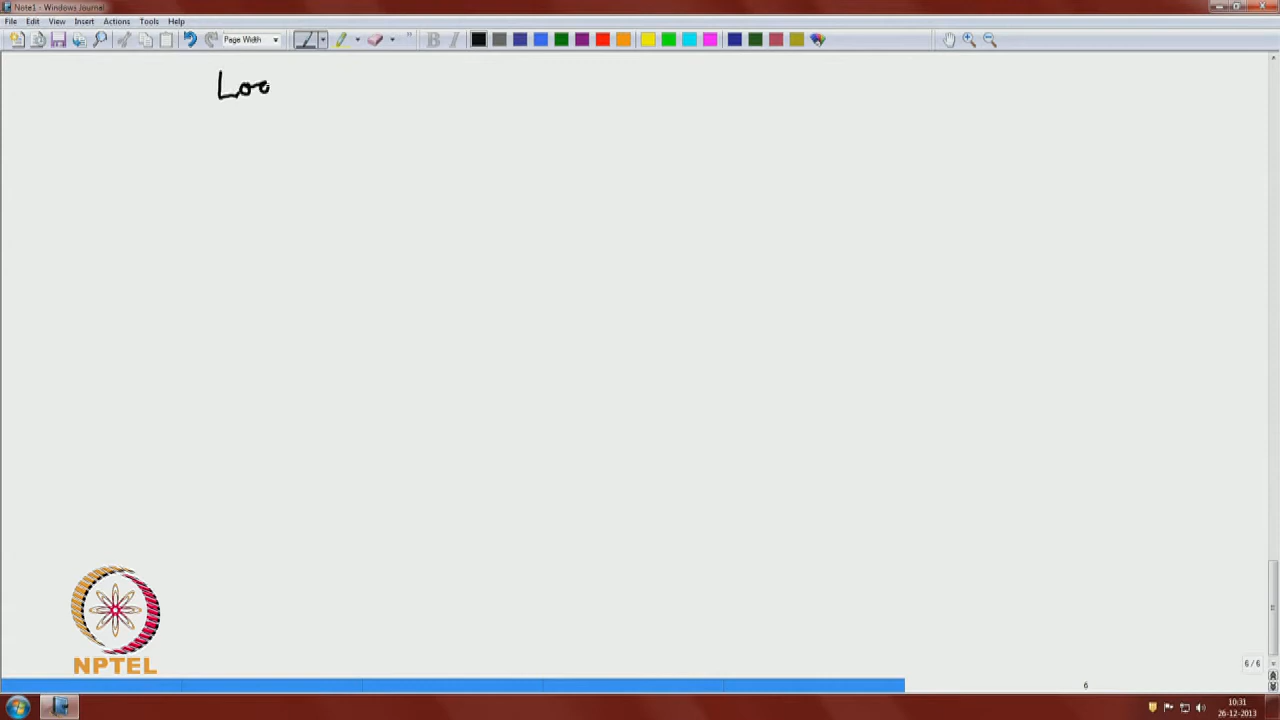 Note1 - Windows Journal
File Edit View Insert Actions Tools Help
Page Width
B I
Loo
NPTEL
6 / 6
6
10:31
26-12-2013